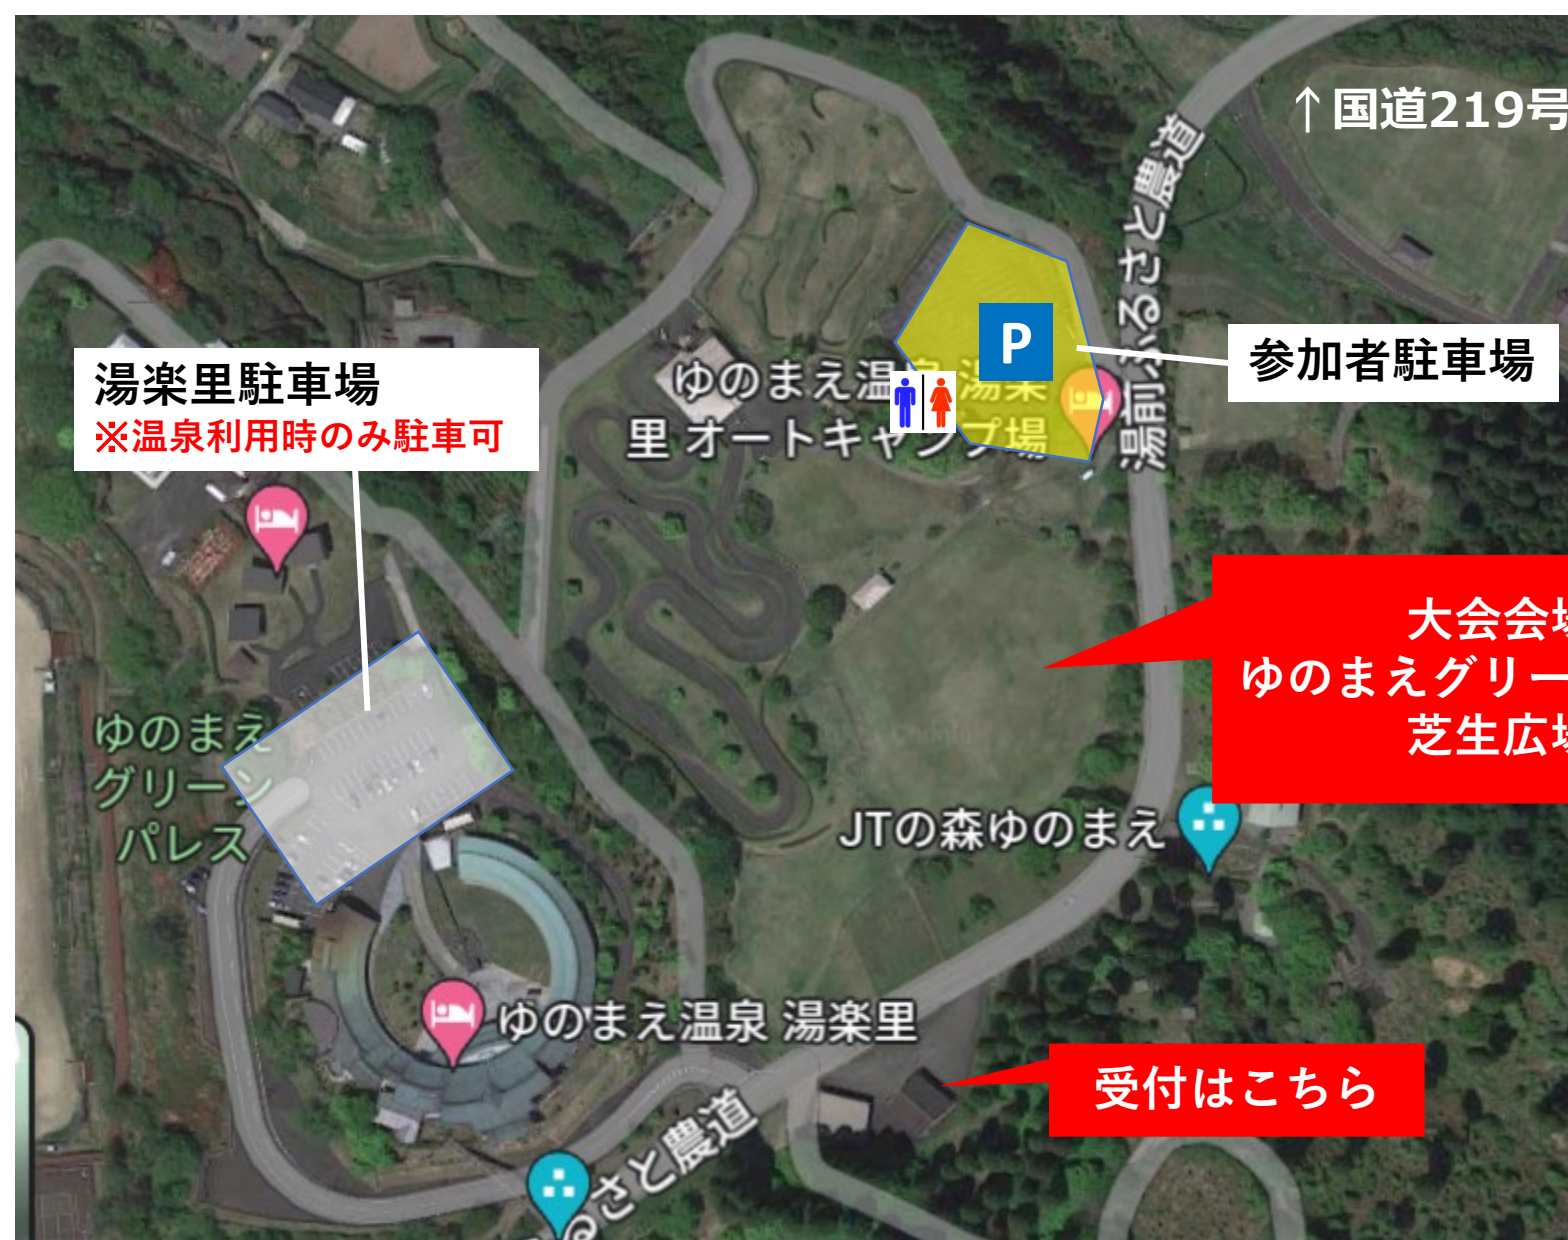 ↑国道219号
湯前ふるさと農道
参加者駐車場
P
湯楽里駐車場
※温泉利用時のみ駐車可
ゆのまえ温泉 湯楽
里 オートキャンプ場
大会会場
ゆのまえグリー
芝生広場
ゆのまえ
グリーン
パレス
JTの森ゆのまえ
ゆのまえ温泉 湯楽里
受付はこちら
るさと農道